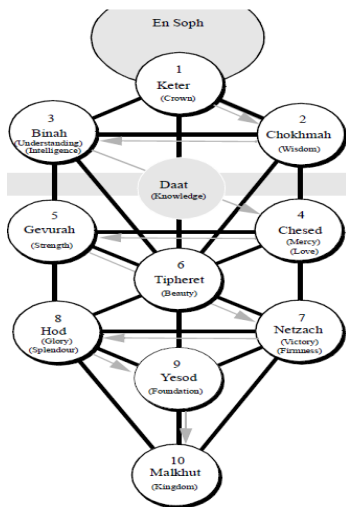 En Soph
1
Keter
(Crown)
3
Binah
(Understanding)
(Intelligence)
2
Chokhmah
(Wisdom)
Daat
(Knowledge)
5
Gevurah
(Strength)
4
Chesed
(Mercy)
(Love)
6
Tipheret
(Beauty)
8
Hod
(Glory)
(Splendour)
7
Netzach
(Victory)
(Firmness)
9
Yesod
(Foundation)
10
Malkhut
(Kingdom)